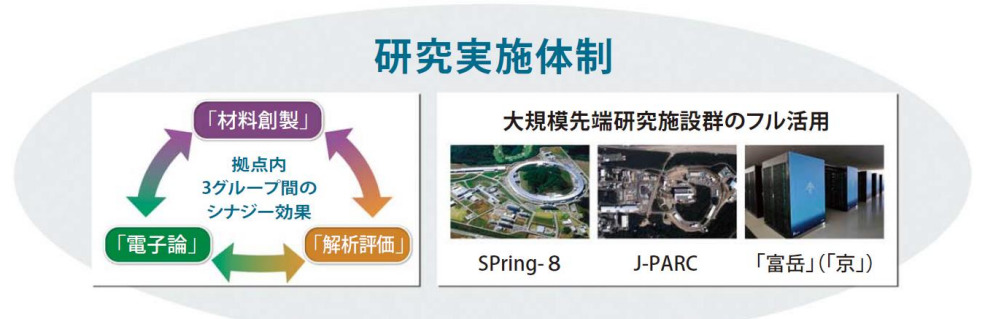 研究実施体制
「材料創製」
拠点内
3グループ間の
シナジー効果
「電子論」
「解析評価」
大規模先端研究施設群のフル活用
SPring-8
J-PARC
「富岳」(「京」)